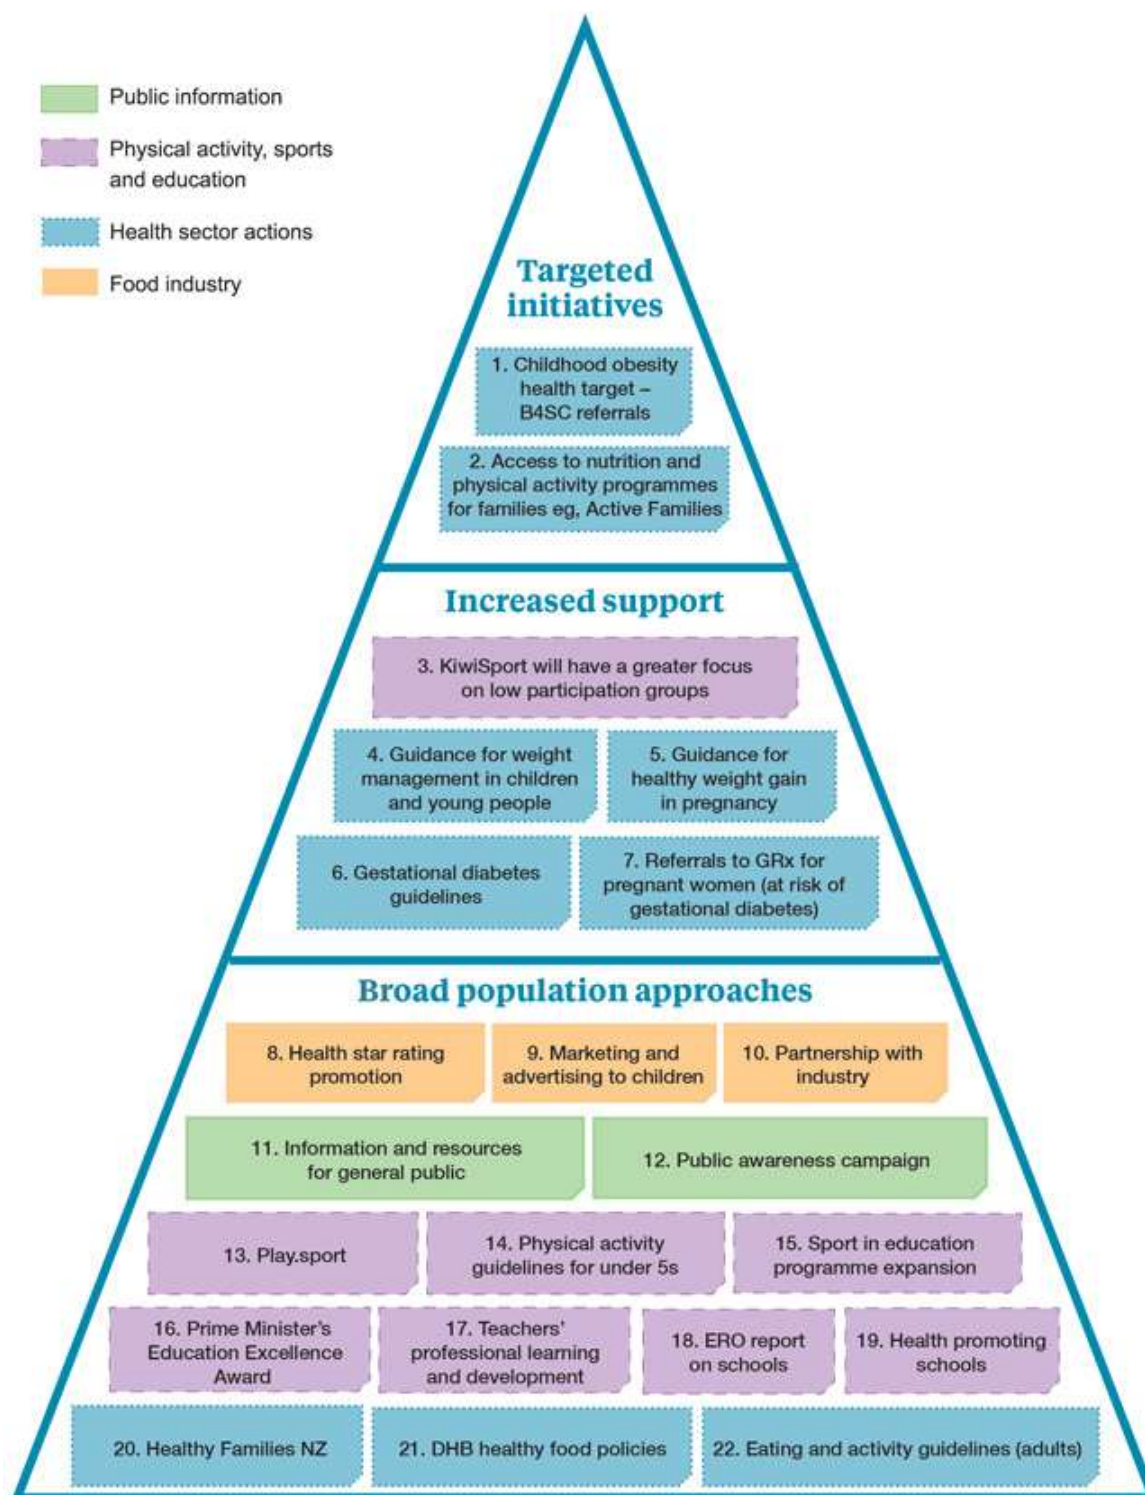 Public information
Physical activity, sports
and education
Health sector actions
Food industry
Targeted
initiatives
1. Childhood obesity
health target –
B4SC referrals
2. Access to nutrition and
physical activity programmes
for families eg, Active Families
Increased support
3. KiwiSport will have a greater focus
on low participation groups
4. Guidance for weight
management in children
and young people
5. Guidance for
healthy weight gain
in pregnancy
6. Gestational diabetes
guidelines
7. Referrals to GRx for
pregnant women (at risk of
gestational diabetes)
Broad population approaches
8. Health star rating
promotion
9. Marketing and
advertising to children
10. Partnership with
industry
11. Information and resources
for general public
12. Public awareness campaign
13. Play.sport
14. Physical activity
guidelines for under 5s
15. Sport in education
programme expansion
16. Prime Minister's
Education Excellence
Award
17. Teachers'
professional learning
and development
18. ERO report
on schools
19. Health promoting
schools
20. Healthy Families NZ
21. DHB healthy food policies
22. Eating and activity guidelines (adults)